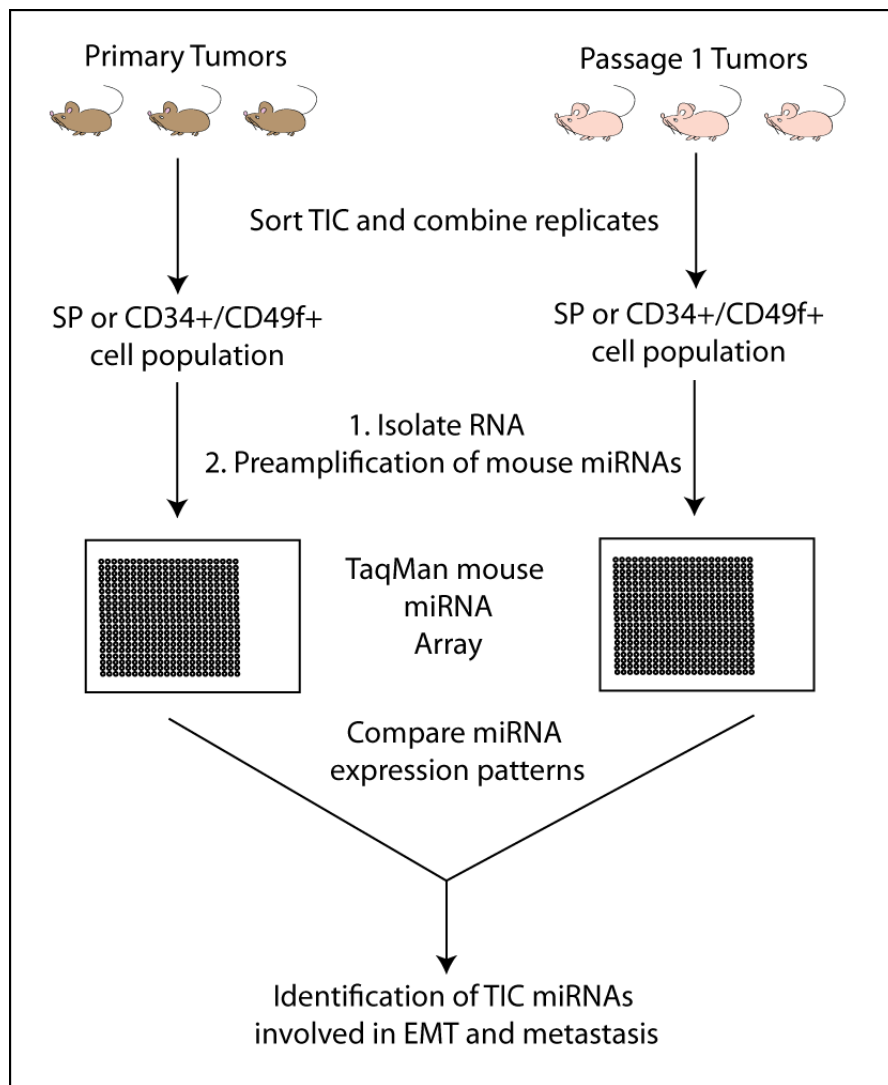 Primary Tumors
Passage 1 Tumors
Sort TIC and combine replicates
SP or CD34+/CD49f+
cell population
SP or CD34+/CD49f+
cell population
1. Isolate RNA
2. Preamplification of mouse miRNAs
TaqMan mouse
miRNA
Array
Compare miRNA
expression patterns
Identification of TIC miRNAs
involved in EMT and metastasis